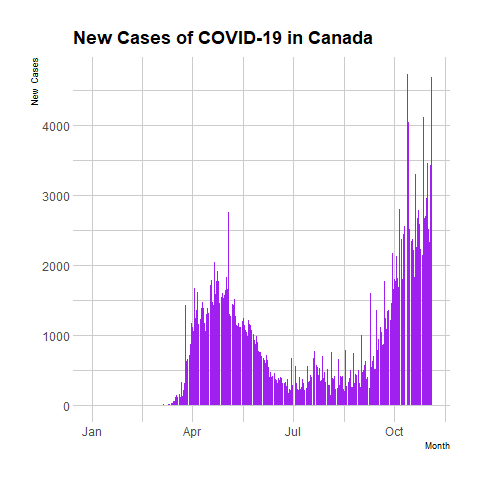 New Cases of COVID-19 in Canada
New Cases
4000
3000
2000
1000
0
Jan Apr Jul Oct
Month